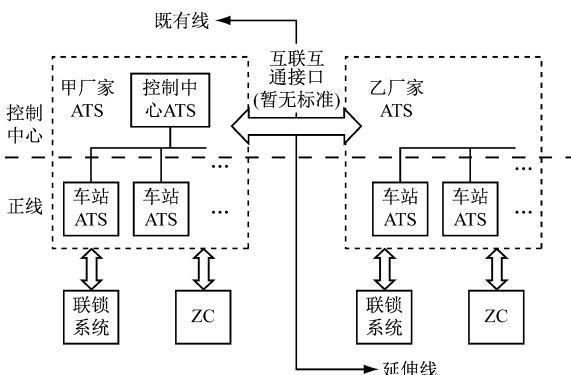 既有线
互联互
通接口
(暂无标准)
甲厂家
ATS
控制中
心ATS
乙厂家
ATS
控制
中心
...
...
正线
车站
ATS
车站
ATS
...
车站
ATS
车站
ATS
...
联锁
系统
ZC
联锁
系统
ZC
延伸线